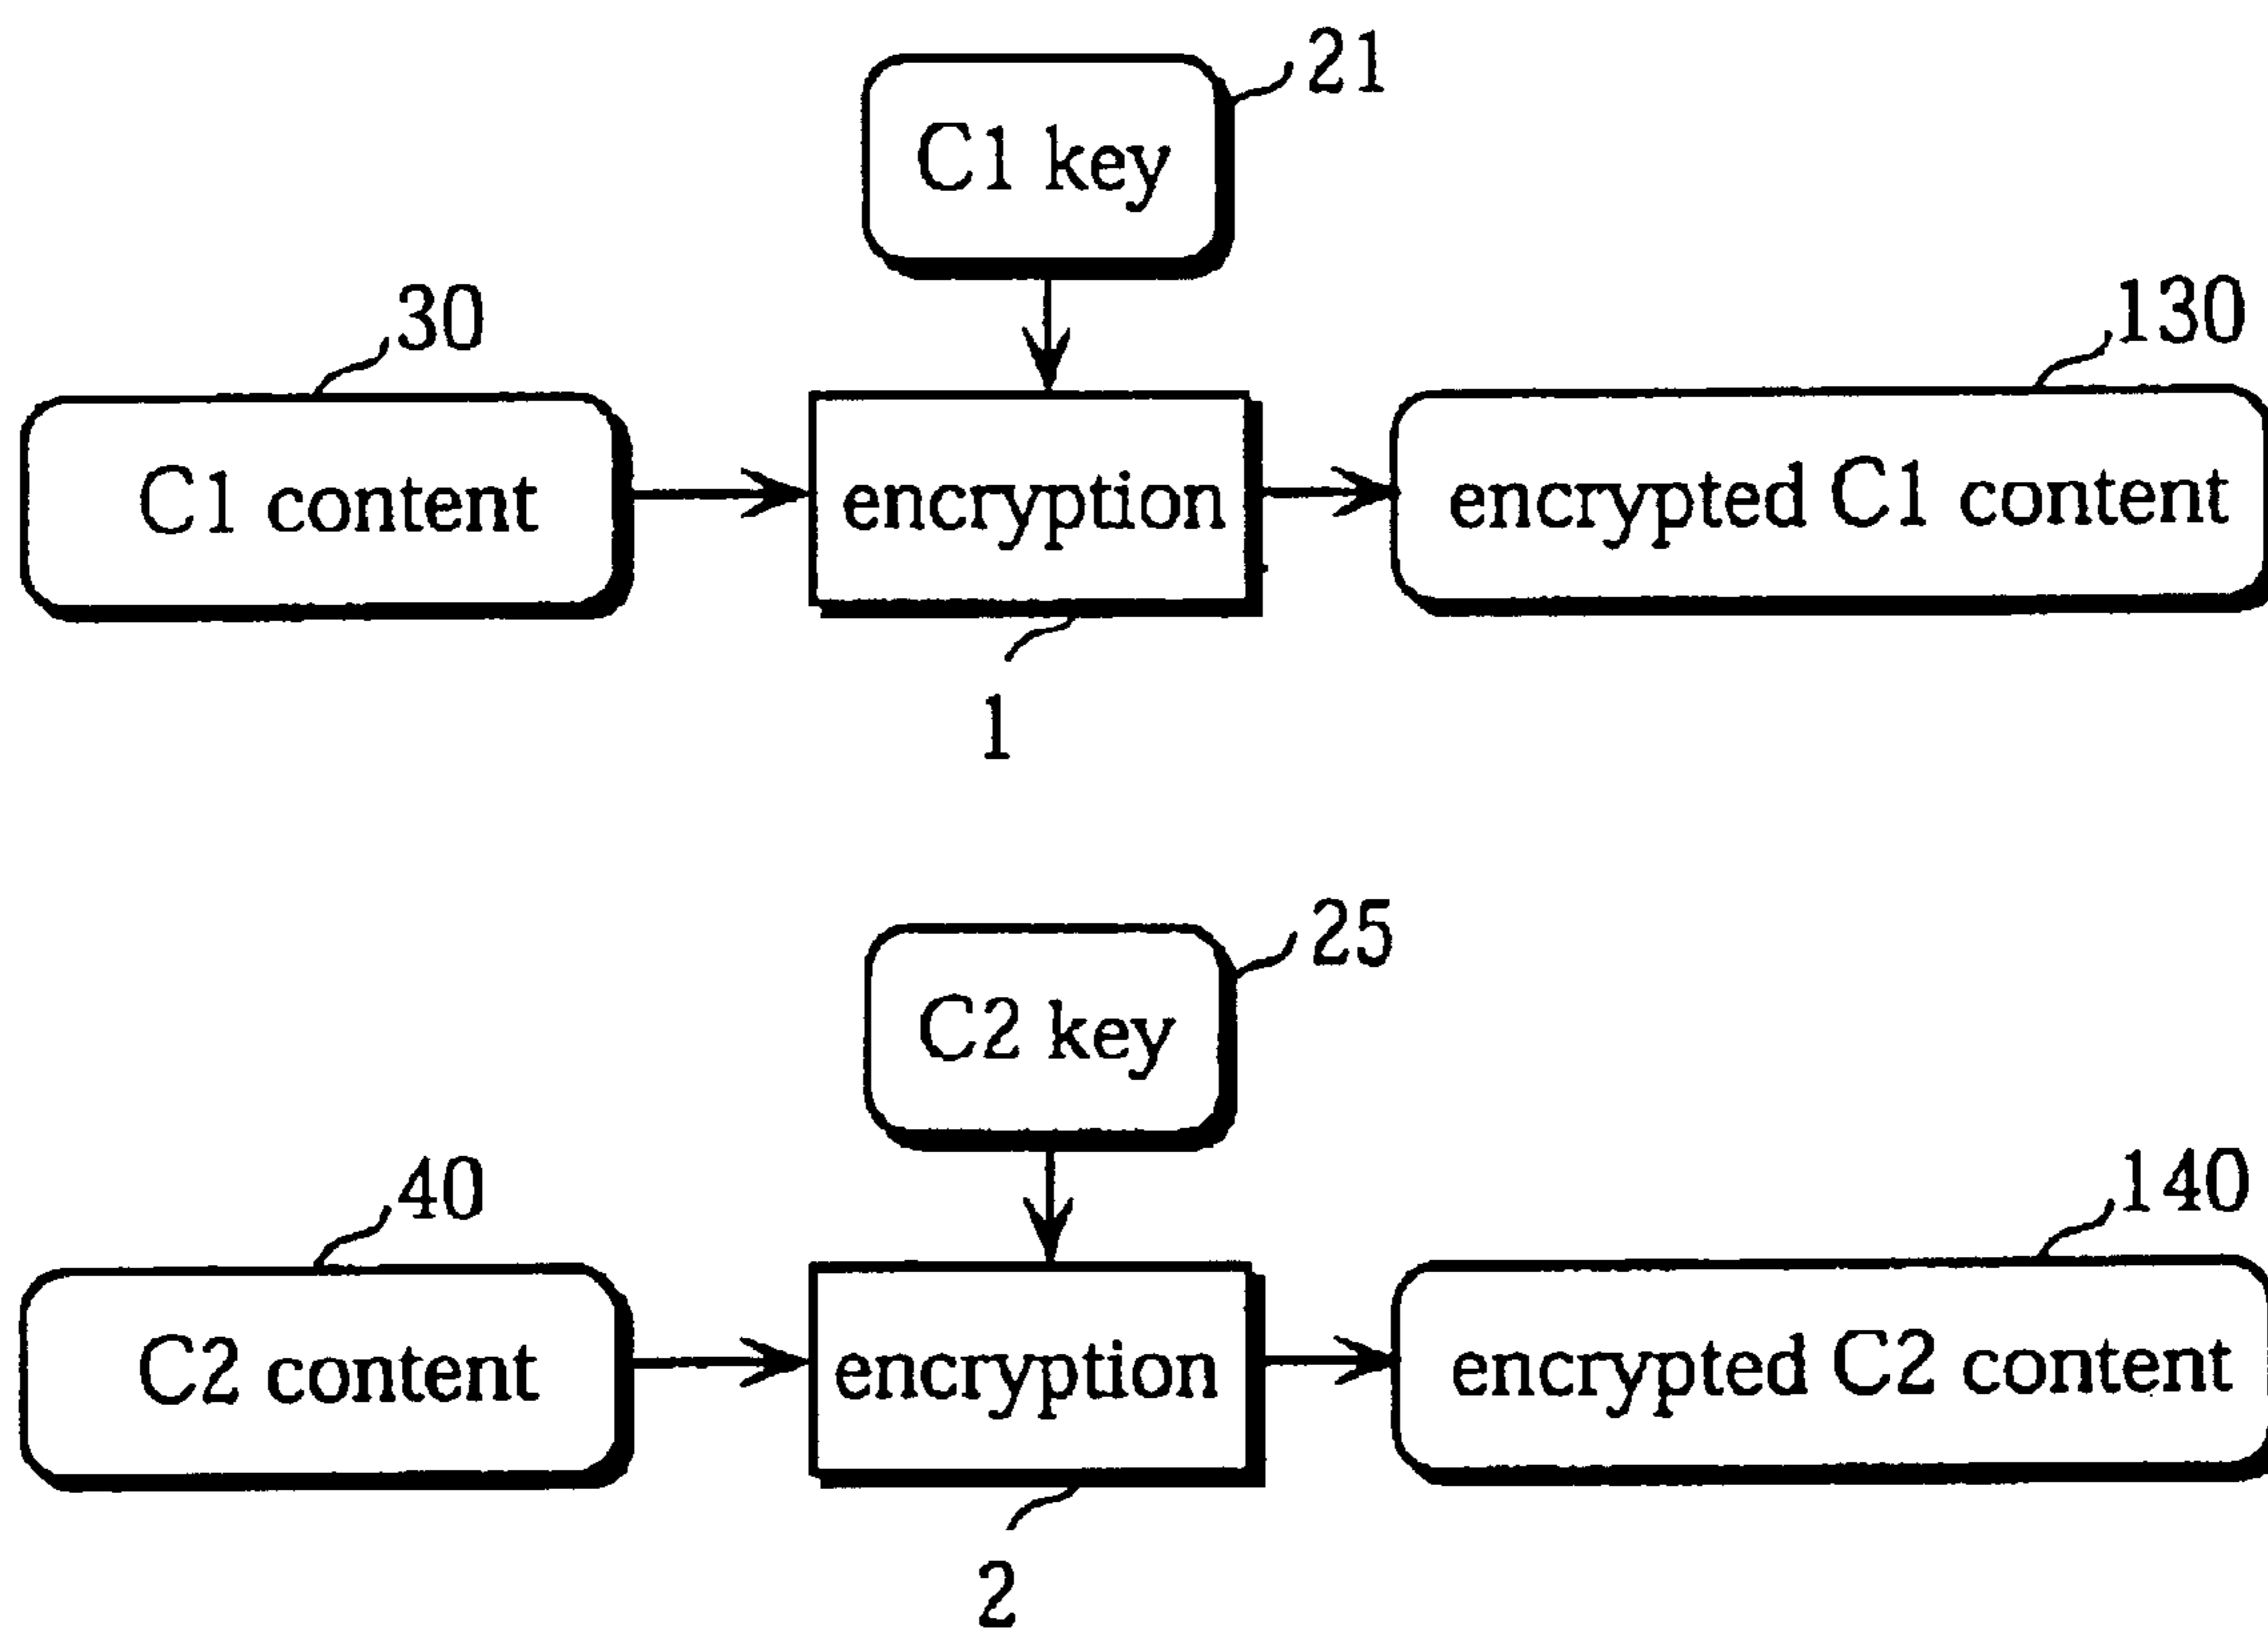 21
C1 key
30
130
C1 content
encryption
encrypted C1 content
1
25
C2 key
40
140
C2 content
encryption
encrypted C2 content
2